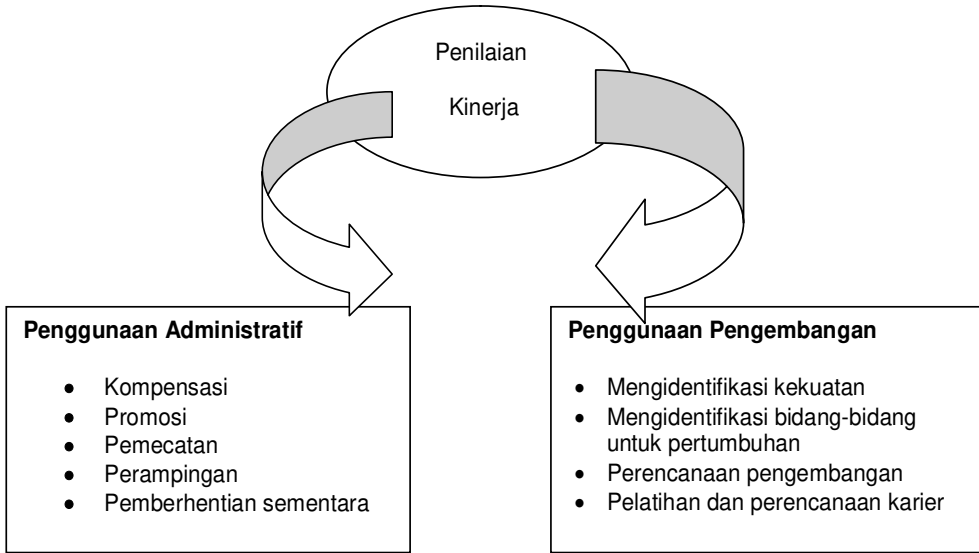 Penilaian
Kinerja
Penggunaan Administratif
• Kompensasi
• Promosi
• Pemecatan
• Perampingan
• Pemberhentian sementara
Penggunaan Pengembangan
• Mengidentifikasi kekuatan
• Mengidentifikasi bidang-bidang
untuk pertumbuhan
• Perencanaan pengembangan
• Pelatihan dan perencanaan karier